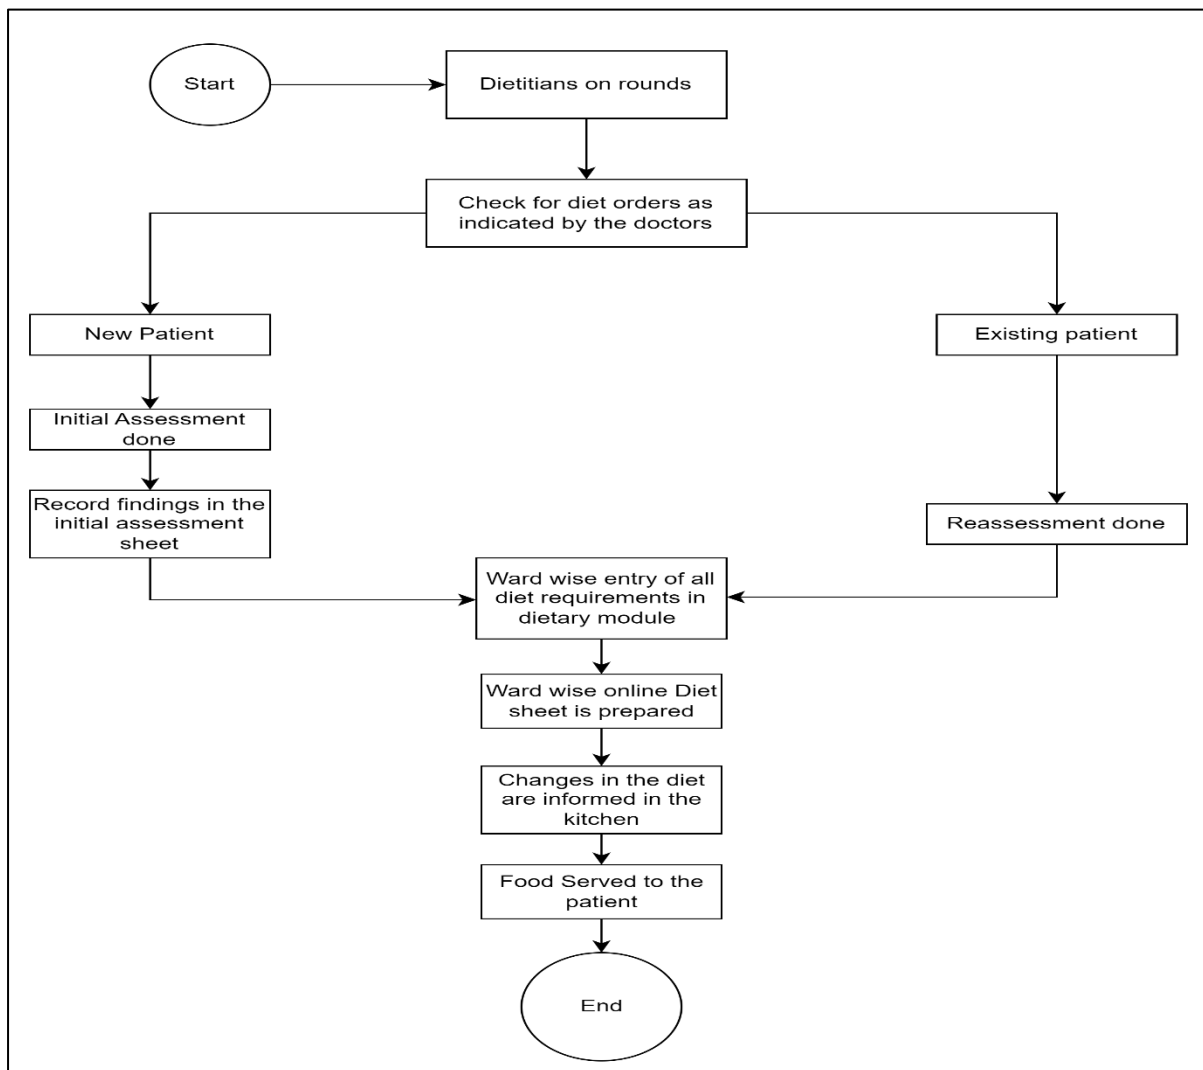 Start
Dietitians on rounds
Check for diet orders as
indicated by the doctors
New Patient
Existing patient
Initial Assessment
done
Record findings in the
initial assessment
sheet
Reassessment done
Ward wise entry of all
diet requirements in
dietary module
Ward wise online Diet
sheet is prepared
Changes in the diet
are informed in the
kitchen
Food Served to the
patient
End